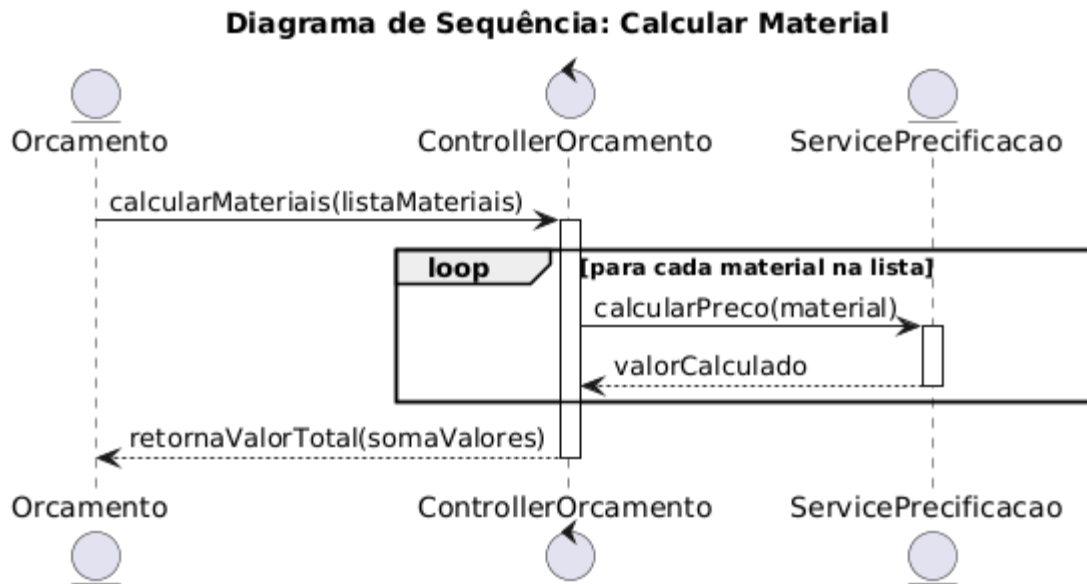 Diagrama de Sequência: Calcular Material
Orcamento
ControllerOrcamento
ServicePrecificacao
calcularMateriais(listaMateriais)
loop
[para cada material na lista]
calcularPreco(material)
valorCalculado
retornaValorTotal(somaValores)
Orcamento
ControllerOrcamento
ServicePrecificacao